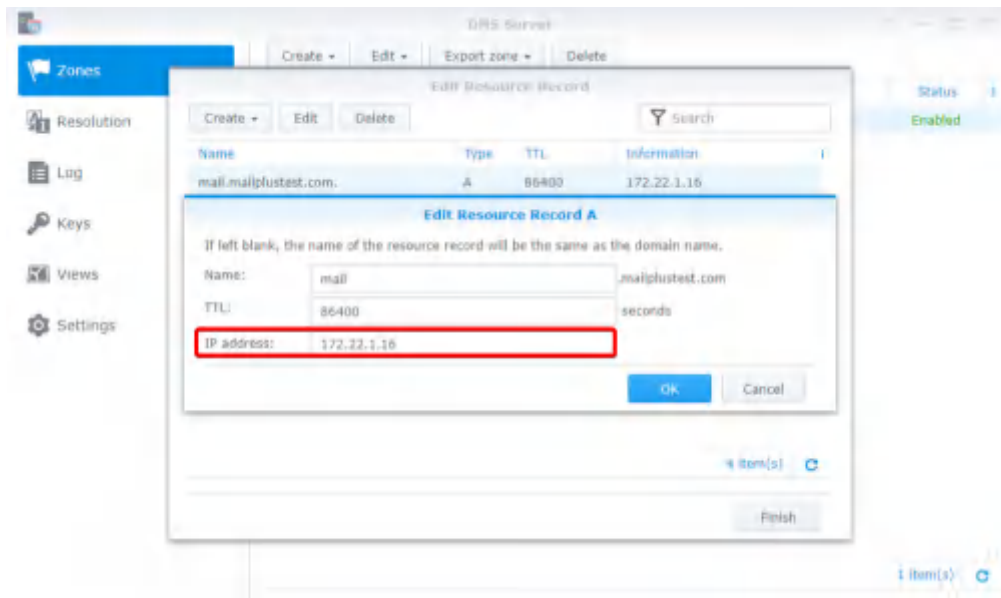 DNS Server
Create Edit Export zone Delete
Zones
Edit Resource Record
Status
Resolution
Create Edit Delete
Search
Enabled
Name Type TTL Information
Log
mail.mailplustest.com. A 86400 172.22.1.16
Edit Resource Record A
Keys
If left blank, the name of the resource record will be the same as the domain name.
Views
Name: mail .mailplustest.com
TTL: 86400 seconds
Settings
IP address: 172.22.1.16
OK Cancel
4 item(s)
Finish
1 item(s)